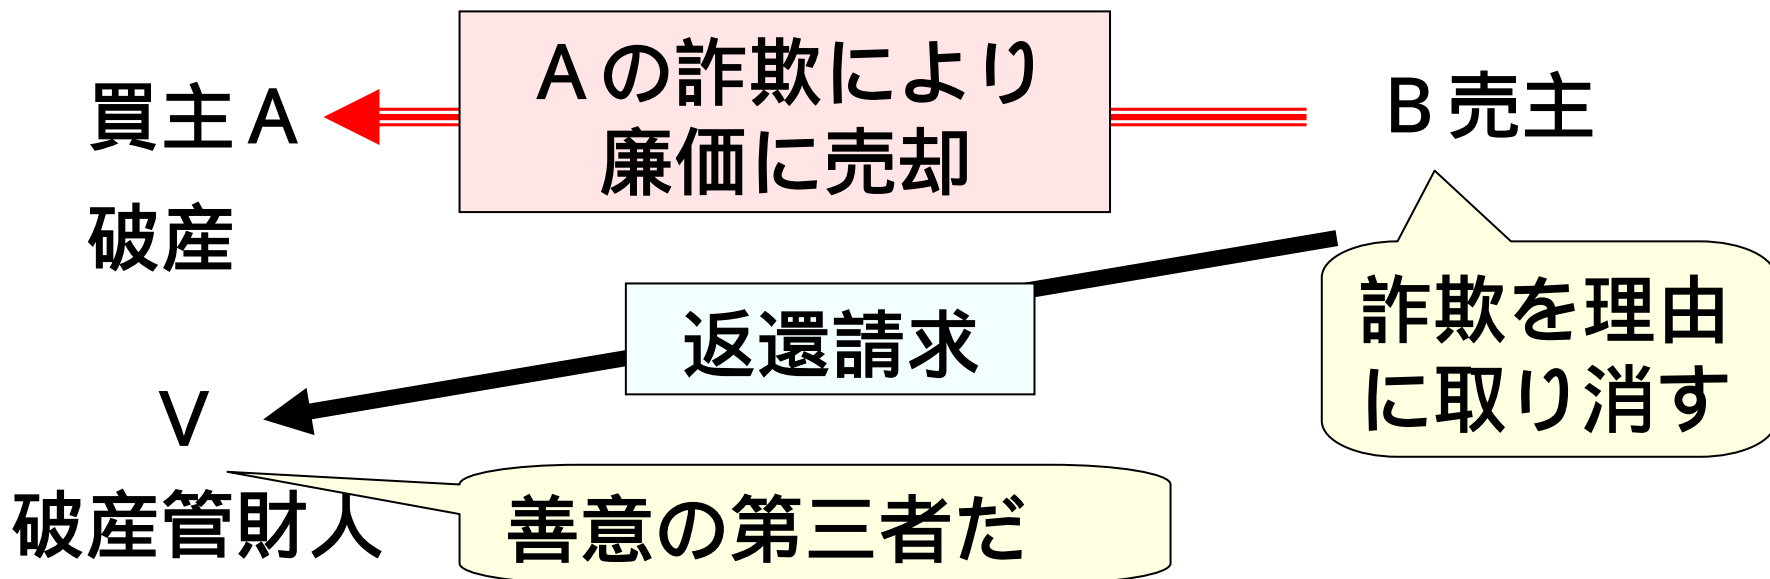 Aの詐欺により
廉価に売却
買主A
B売主
破産
詐欺を理由
に取り消す
返還請求
V
破産管財人
善意の第三者だ